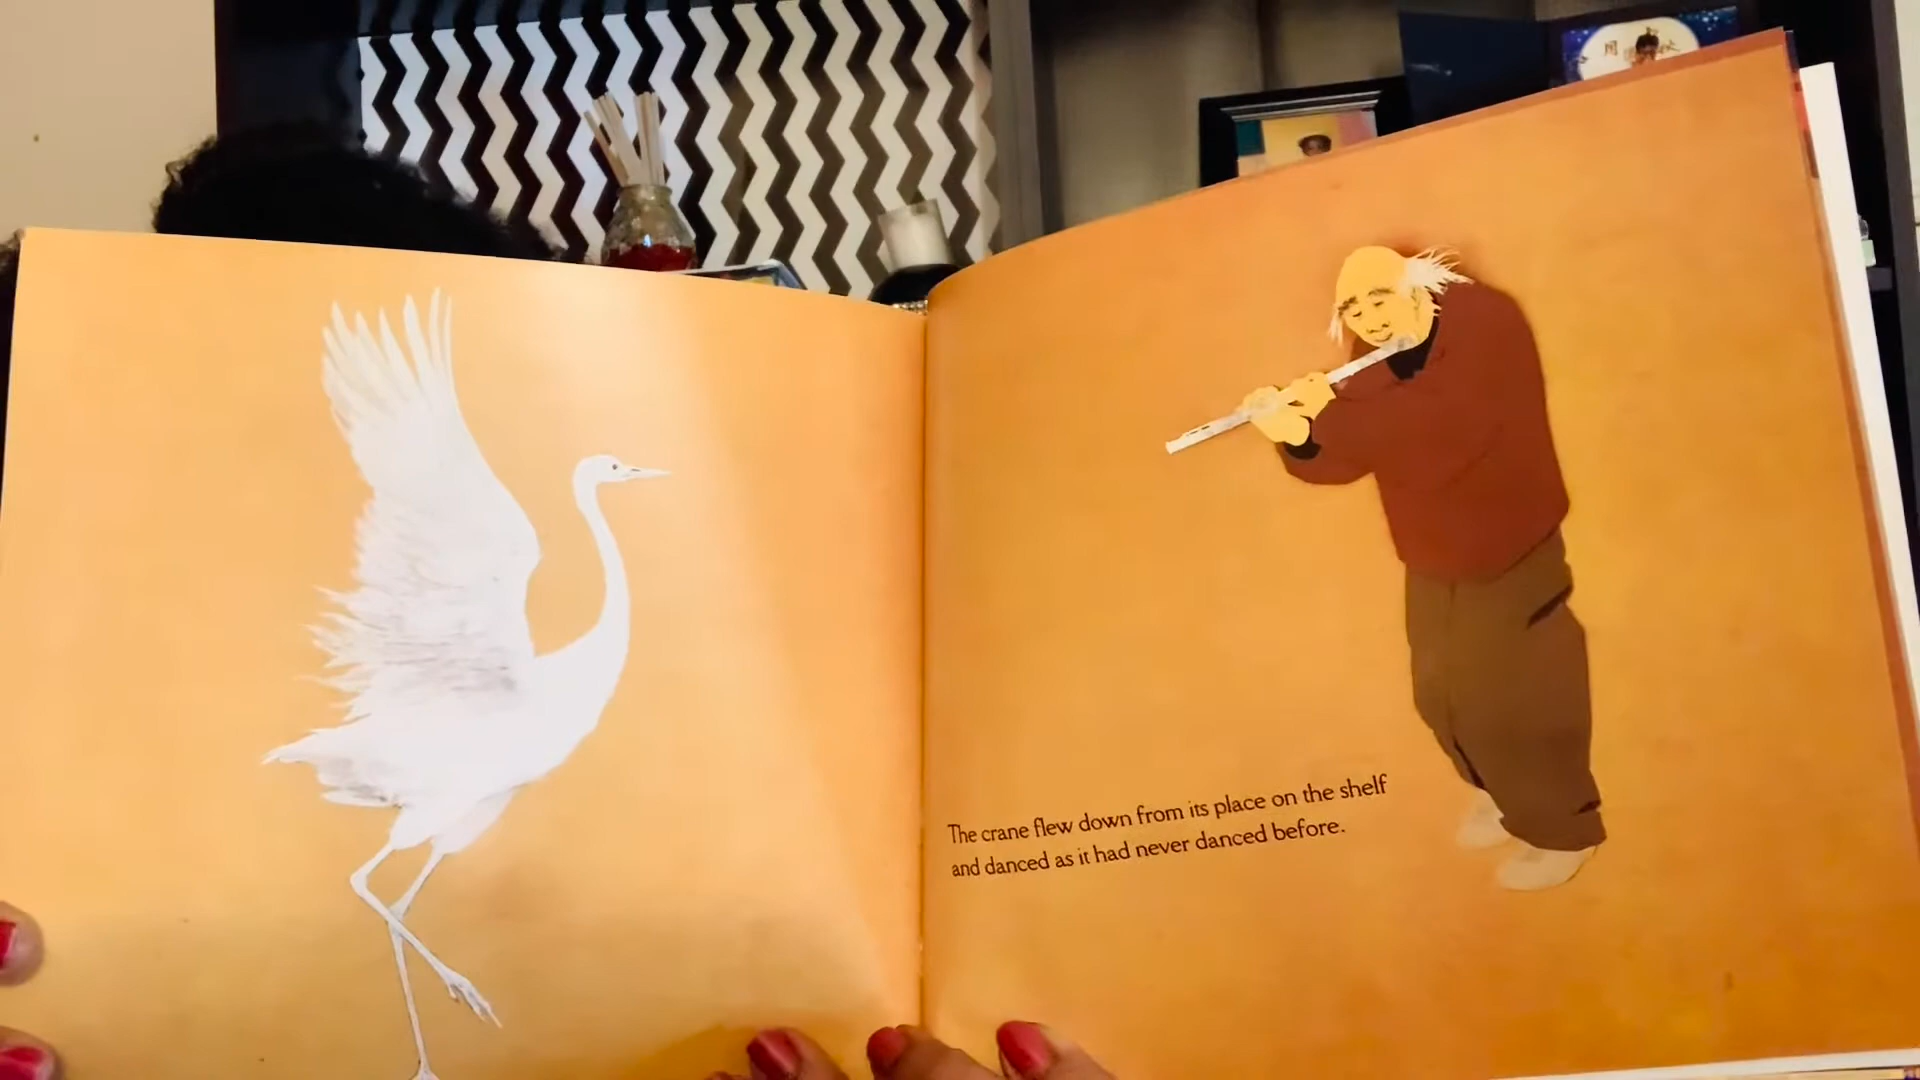 The crane flew down from its place on the shelf
and danced as it had never danced before.